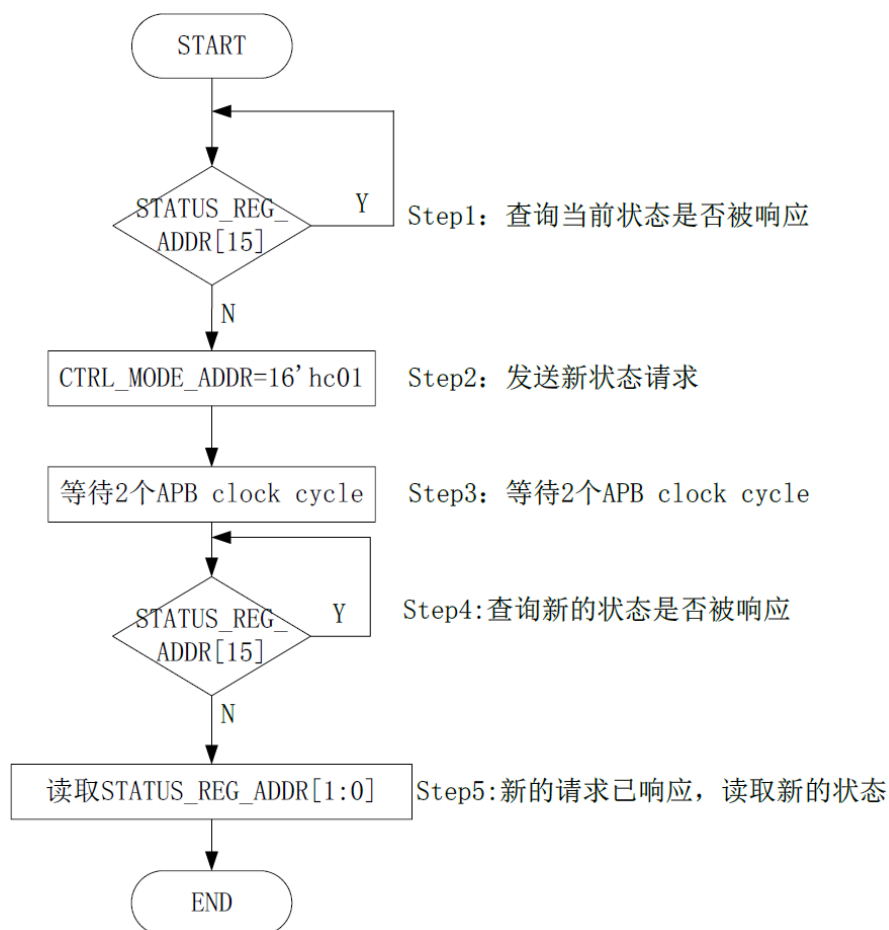 START
STATUS_REG_
ADDR[15]
Y
Step1：查询当前状态是否被响应
N
CTRL_MODE_ADDR=16'hc01
Step2：发送新状态请求
等待2个APB clock cycle
Step3：等待2个APB clock cycle
STATUS_REG_
ADDR[15]
Y
Step4:查询新的状态是否被响应
N
读取STATUS_REG_ADDR[1:0]
Step5:新的请求已响应，读取新的状态
END